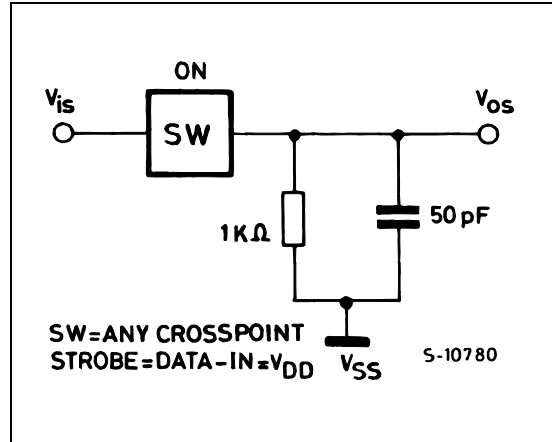 ON
Vis
SW
Vos
1KΩ
50pF
SW=ANY CROSSPOINT
STROBE=DATA-IN=VDD
VSS
S-10780